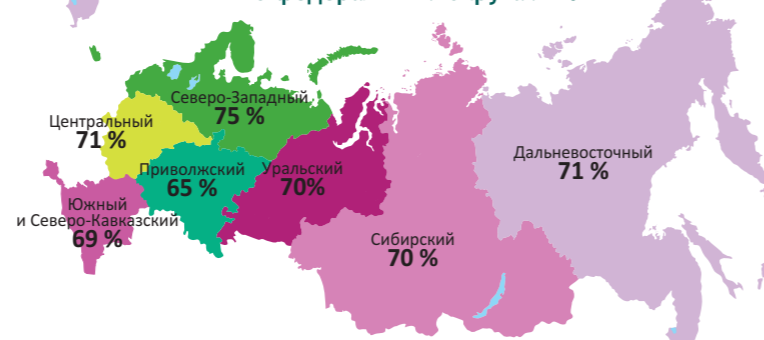 Северо-Западный
75 %
Центральный
71 %
Приволжский
65 %
Уральский
70%
Дальневосточный
71 %
Южный
и Северо-Кавказский
69 %
Сибирский
70 %